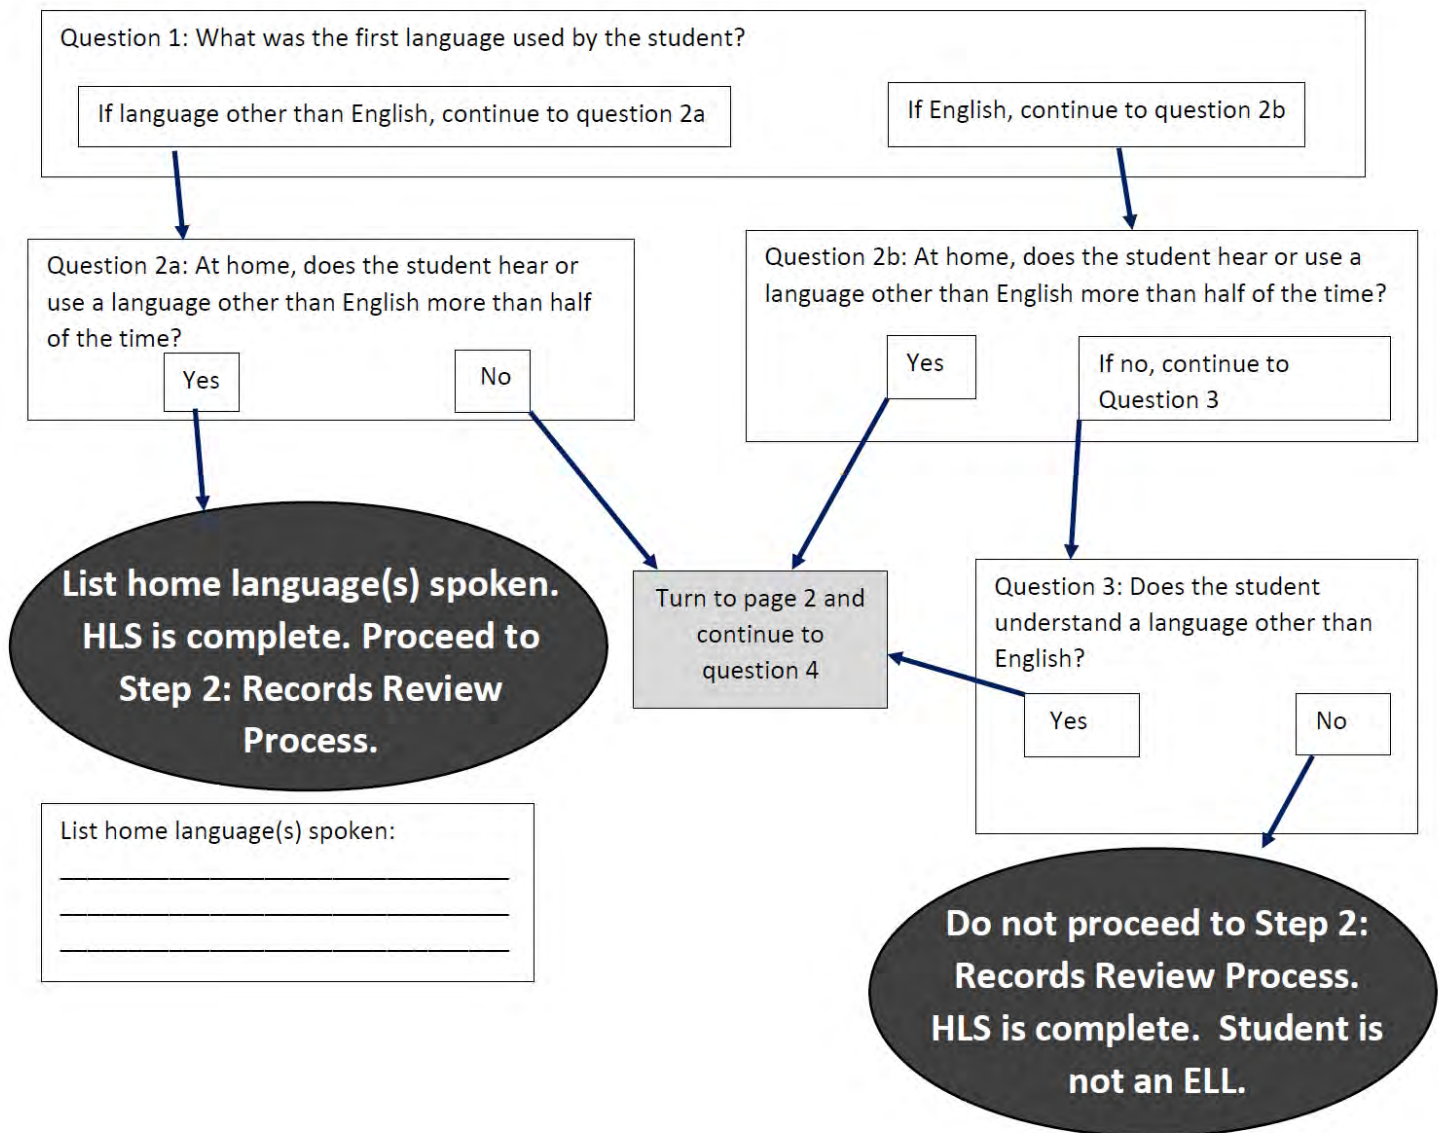 Question 1: What was the first language used by the student?
If language other than English, continue to question 2a
If English, continue to question 2b
Question 2a: At home, does the student hear or
use a language other than English more than half
of the time?
Yes
No
Question 2b: At home, does the student hear or use a
language other than English more than half of the time?
Yes
If no, continue to
Question 3
List home language(s) spoken.
HLS is complete. Proceed to
Step 2: Records Review
Process.
Turn to page 2 and
continue to
question 4
Question 3: Does the student
understand a language other than
English?
Yes
No
List home language(s) spoken:
Do not proceed to Step 2:
Records Review Process.
HLS is complete.  Student is
not an ELL.